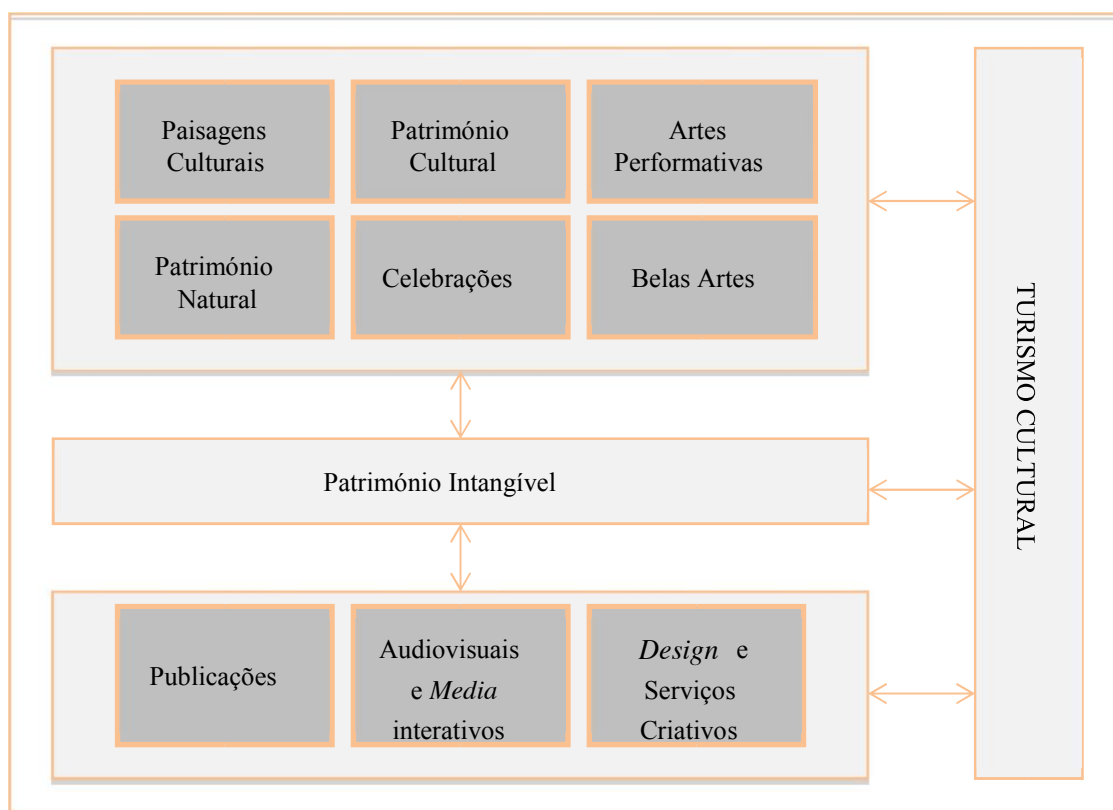 Paisagens
Culturais
Património
Cultural
Artes
Performativas
Património
Natural
Celebrações
Belas Artes
TURISMO CULTURAL
Património Intangível
Publicações
Audiovisuais
e Media
interativos
Design e
Serviços
Criativos